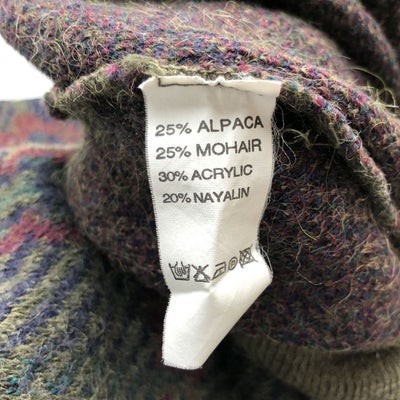 25% ALPACA
25% MOHAIR
30% ACRYLIC
20% NAYALIN